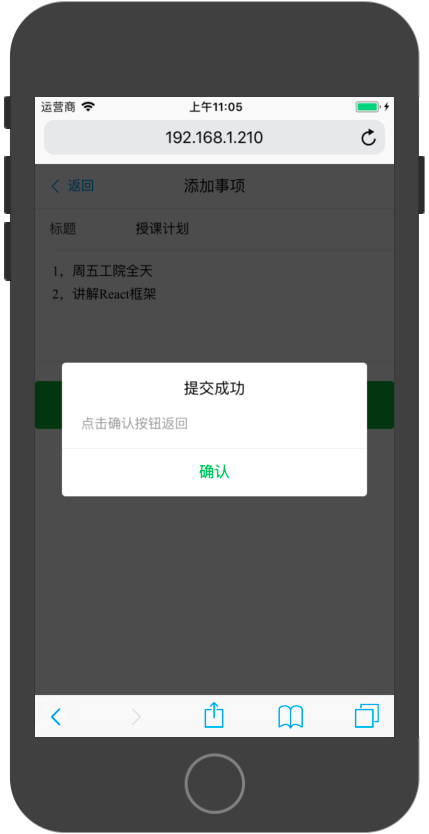 运营商 上午11:05
192.168.1.210
返回 添加事项
标题 授课计划
1，周五工院全天
2，讲解React框架
提交成功
点击确认按钮返回
确认